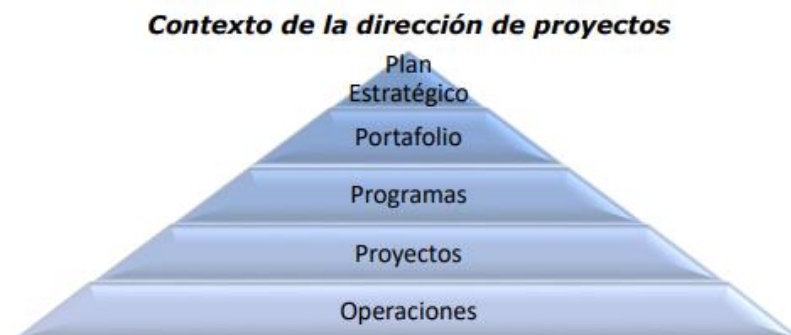 Contexto de la dirección de proyectos
Plan
Estratégico
Portafolio
Programas
Proyectos
Operaciones